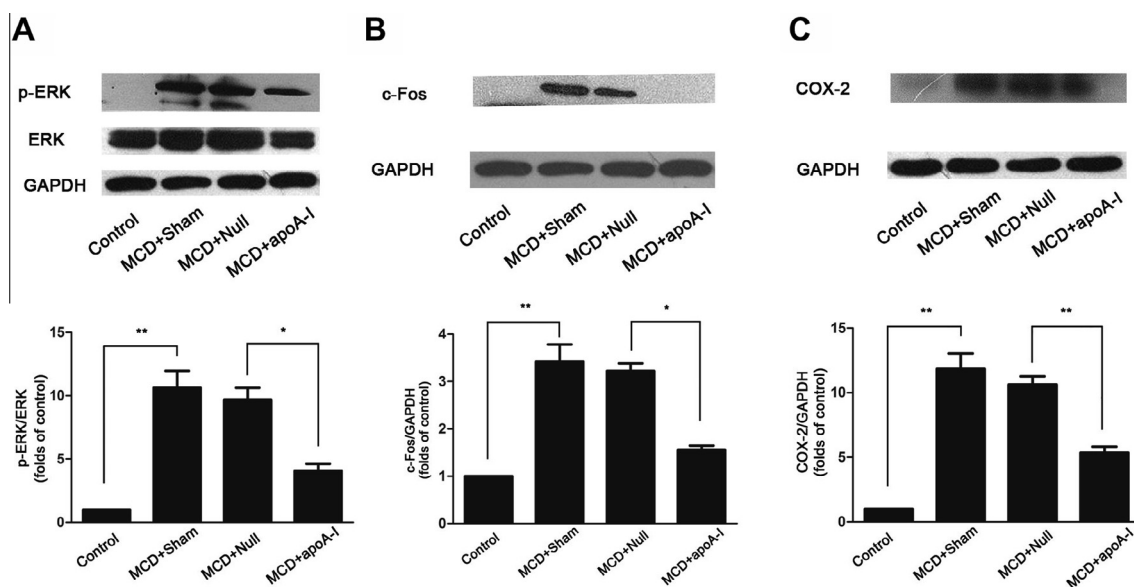 A
p-ERK
ERK
GAPDH
Control
MCD+Sham
MCD+Null
MCD+apoA-I
p-ERK/ERK
(folds of control)
15
10
5
0
**
*
Control
MCD+Sham
MCD+Null
MCD+apoA-I
B
c-Fos
GAPDH
Control
MCD+Sham
MCD+Null
MCD+apoA-I
c-Fos/GAPDH
(folds of control)
4
3
2
1
0
**
*
Control
MCD+Sham
MCD+Null
MCD+apoA-I
C
COX-2
GAPDH
Control
MCD+Sham
MCD+Null
MCD+apoA-I
COX-2/GAPDH
(folds of control)
15
10
5
0
**
**
Control
MCD+Sham
MCD+Null
MCD+apoA-I